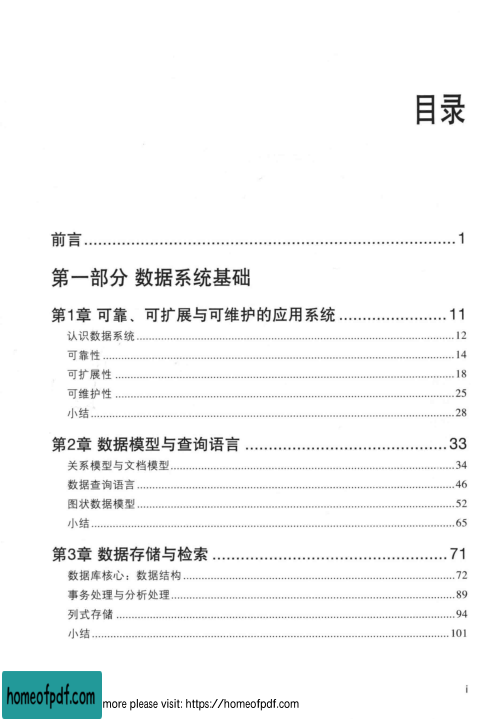 目录
前言....................................................................................1
第一部分 数据系统基础
第1章 可靠、可扩展与可维护的应用系统.......................11
认识数据系统....................................................................................12
可靠性....................................................................................14
可扩展性....................................................................................18
可维护性....................................................................................25
小结....................................................................................28
第2章 数据模型与查询语言...........................................33
关系模型与文档模型....................................................................................34
数据查询语言....................................................................................46
图状数据模型....................................................................................52
小结....................................................................................65
第3章 数据存储与检索..................................................71
数据库核心：数据结构....................................................................................72
事务处理与分析处理....................................................................................89
列式存储....................................................................................94
小结....................................................................................101
i
homeofpdf.com more please visit: https://homeofpdf.com